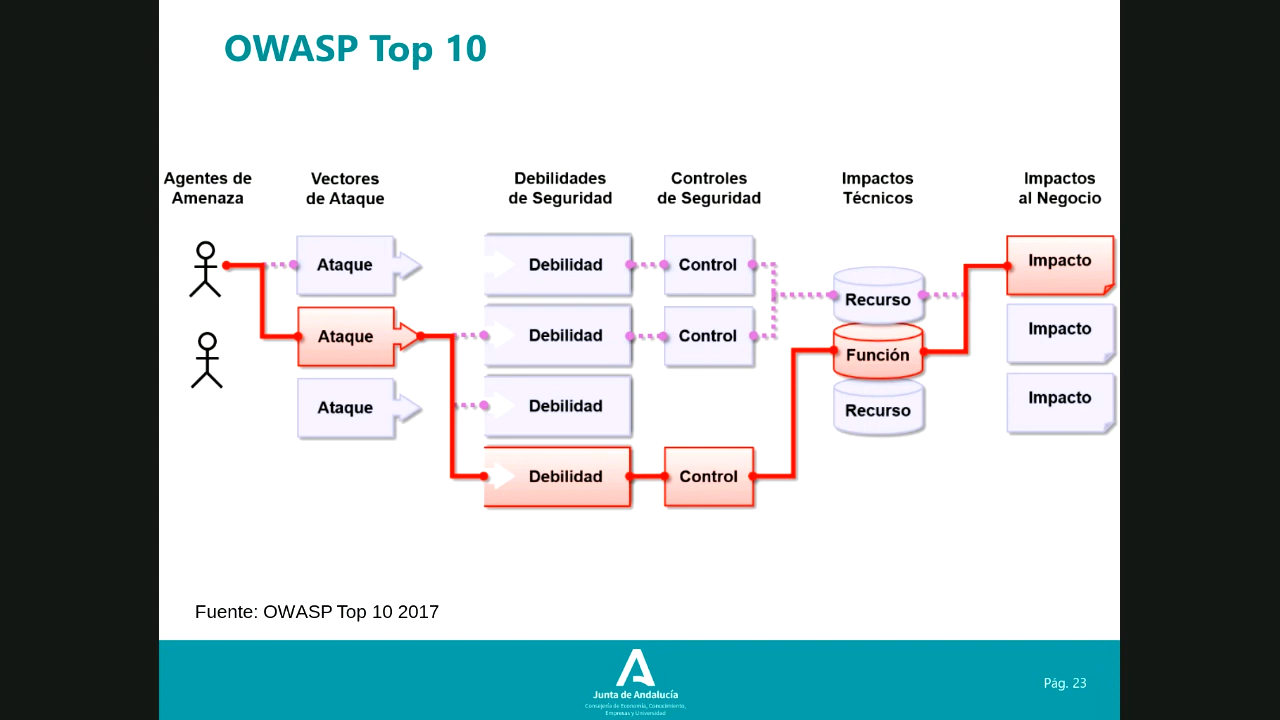 OWASP Top 10
Agentes de
Amenaza
Vectores
de Ataque
Debilidades
de Seguridad
Controles
de Seguridad
Impactos
Técnicos
Impactos
al Negocio
Ataque
Debilidad
Control
Recurso
Impacto
Ataque
Debilidad
Control
Función
Impacto
Ataque
Debilidad
Recurso
Impacto
Debilidad
Control
Fuente: OWASP Top 10 2017
Junta de Andalucía
Consejería de Economía, Conocimiento,
Empresas y Universidad
Pág. 23